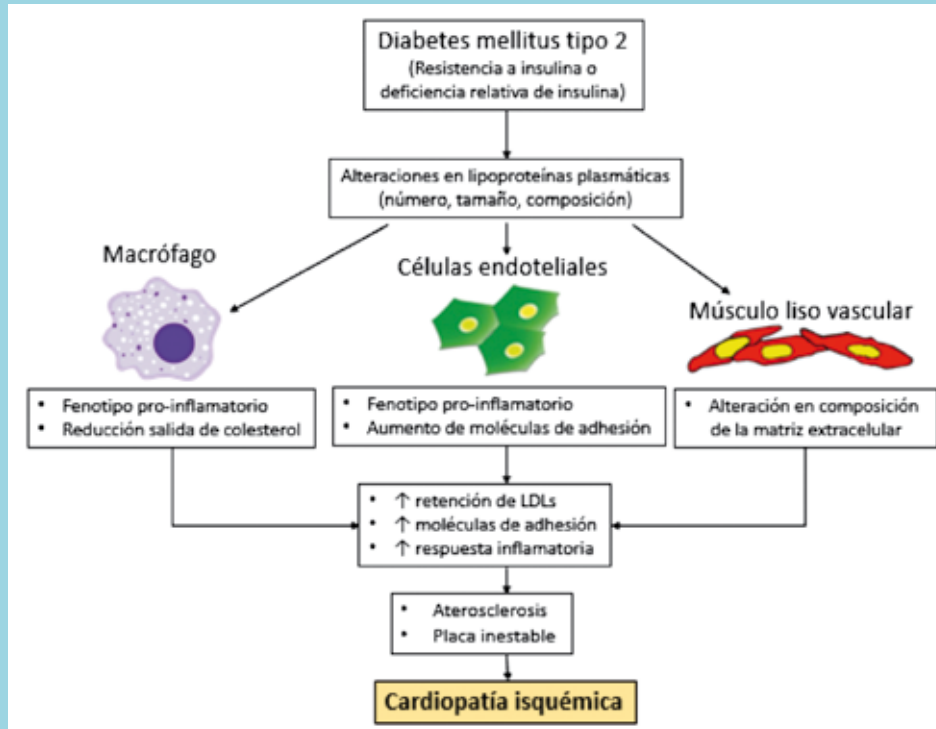 Diabetes mellitus tipo 2
(Resistencia a insulina o
deficiencia relativa de insulina)
Alteraciones en lipoproteínas plasmáticas
(número, tamaño, composición)
Macrófago
Células endoteliales
Músculo liso vascular
• Fenotipo pro-inflamatorio
• Reducción salida de colesterol
• Fenotipo pro-inflamatorio
• Aumento de moléculas de adhesión
• Alteración en composición
de la matriz extracelular
• ↑ retención de LDLs
• ↑ moléculas de adhesión
• ↑ respuesta inflamatoria
• Aterosclerosis
• Placa inestable
Cardiopatía isquémica